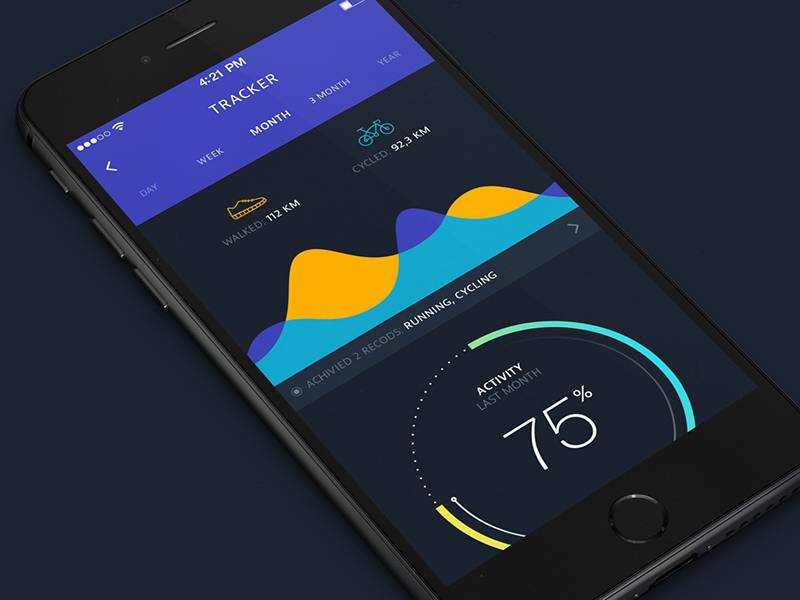 4:21 PM
TRACKER
DAY
WEEK
MONTH
3 MONTH
YEAR
WALKED: 112 KM
CYCLED: 92,3 KM
ACHIVIED 2 RECODS: RUNNING, CYCLING
ACTIVITY
LAST MONTH
75%